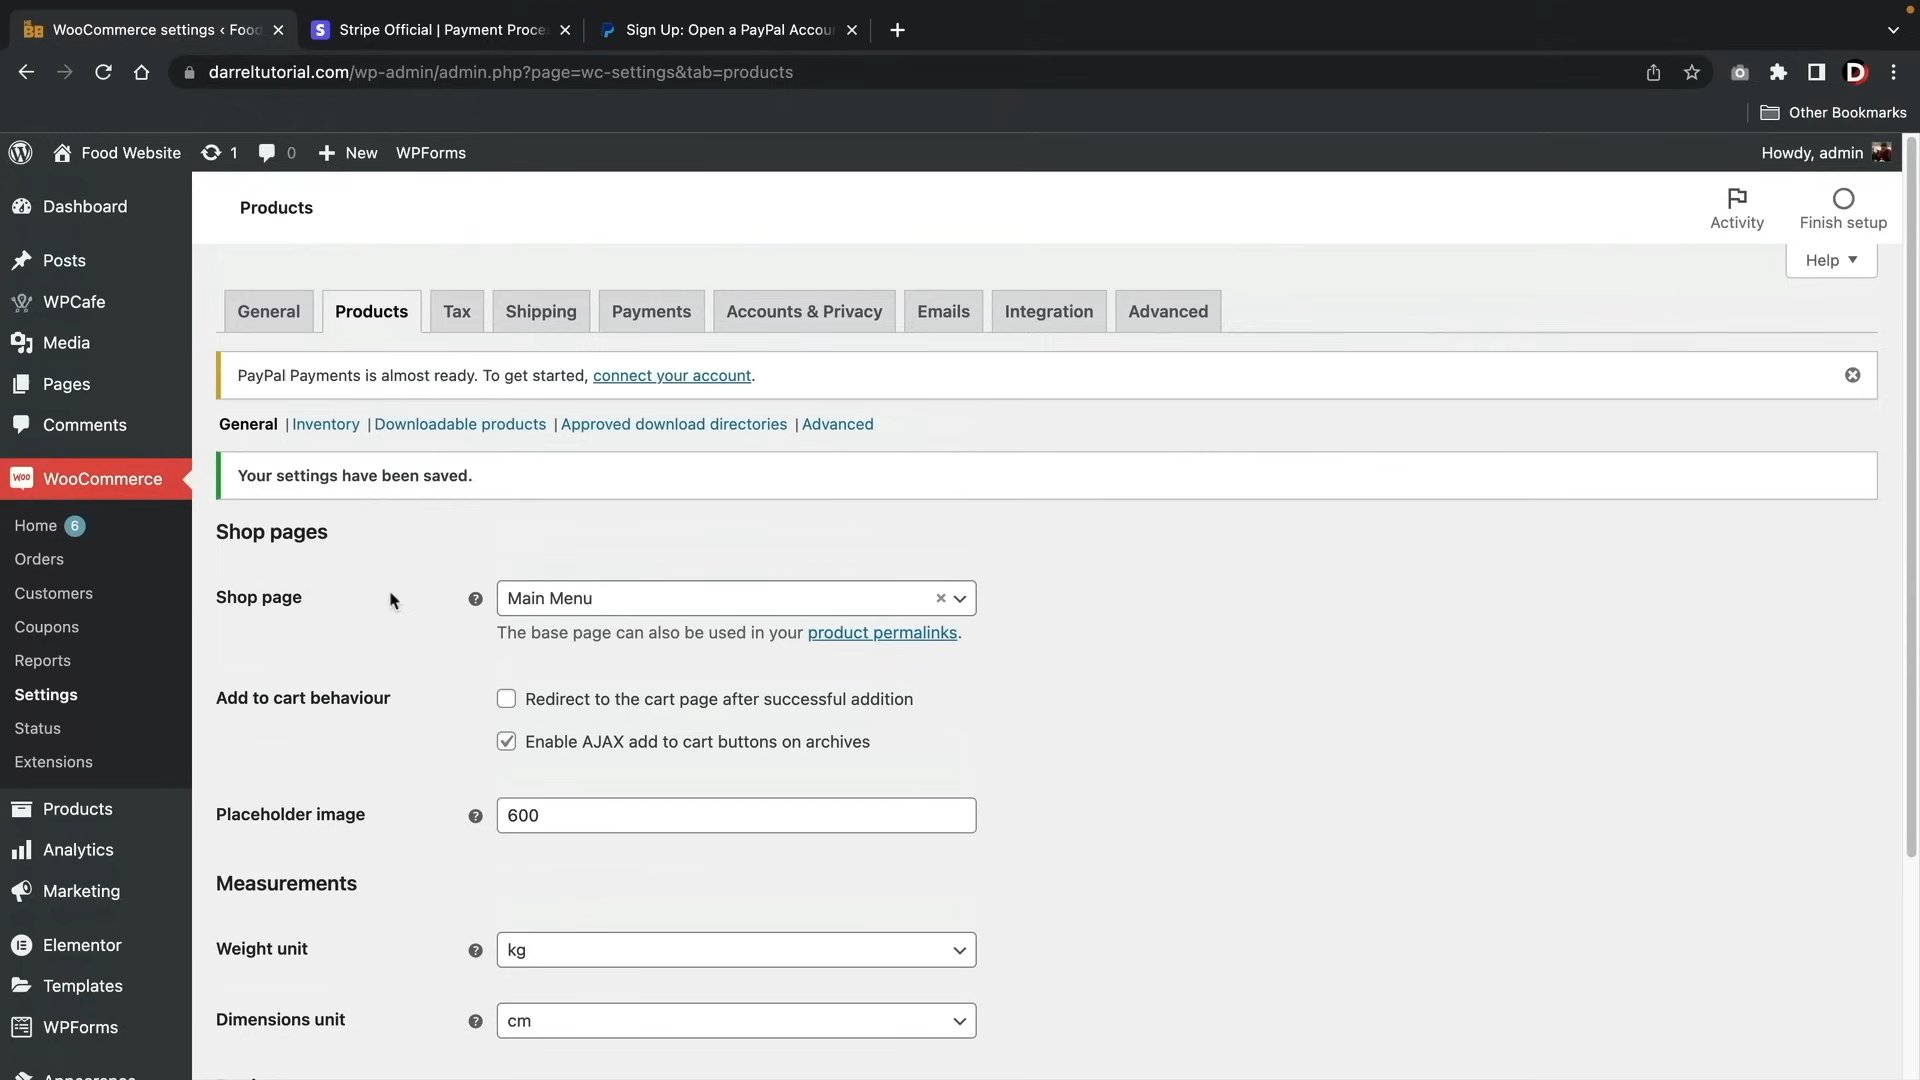 WooCommerce settings ‹ Food
Stripe Official | Payment Proce
Sign Up: Open a PayPal Accou
darreltutorial.com/wp-admin/admin.php?page=wc-settings&tab=products
Other Bookmarks
Food Website
1
0
New
WPForms
Howdy, admin
Dashboard
Posts
WPCafe
Media
Pages
Comments
WooCommerce
Home 6
Orders
Customers
Coupons
Reports
Settings
Status
Extensions
Products
Analytics
Marketing
Elementor
Templates
WPForms
Products
Activity
Finish setup
Help
General
Products
Tax
Shipping
Payments
Accounts & Privacy
Emails
Integration
Advanced
PayPal Payments is almost ready. To get started, connect your account.
General | Inventory | Downloadable products | Approved download directories | Advanced
Your settings have been saved.
Shop pages
Shop page
Main Menu
The base page can also be used in your product permalinks.
Add to cart behaviour
Redirect to the cart page after successful addition
Enable AJAX add to cart buttons on archives
Placeholder image
600
Measurements
Weight unit
kg
Dimensions unit
cm